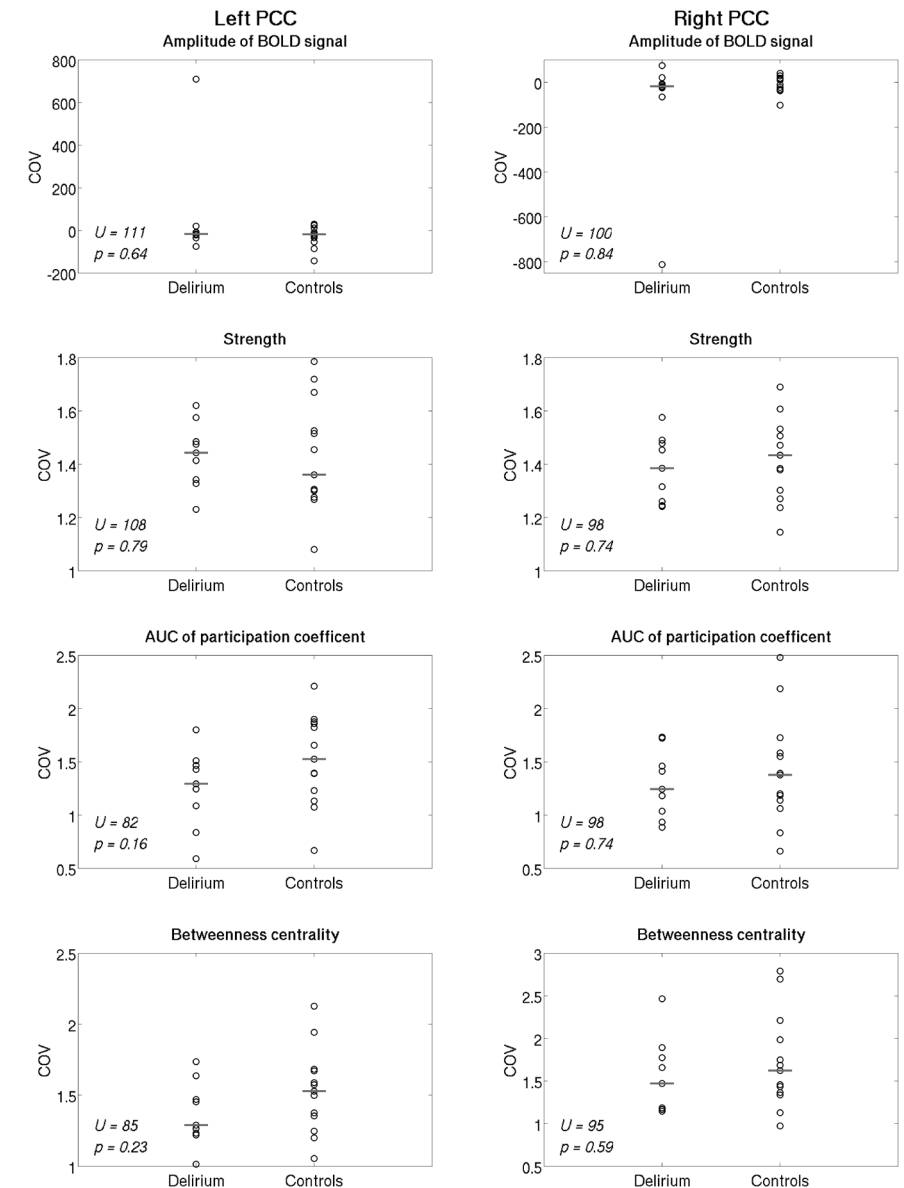 Left PCC
Amplitude of BOLD signal
800
600
400
200
0
-200
COV
U = 111
p = 0.64
Delirium Controls
Right PCC
Amplitude of BOLD signal
0
-200
-400
-600
-800
COV
U = 100
p = 0.84
Delirium Controls
Strength
1.8
1.6
1.4
1.2
1
COV
U = 108
p = 0.79
Delirium Controls
Strength
1.8
1.6
1.4
1.2
1
COV
U = 98
p = 0.74
Delirium Controls
AUC of participation coefficent
2.5
2
1.5
1
0.5
COV
U = 82
p = 0.16
Delirium Controls
AUC of participation coefficent
2.5
2
1.5
1
0.5
COV
U = 98
p = 0.74
Delirium Controls
Betweenness centrality
2.5
2
1.5
1
COV
U = 85
p = 0.23
Delirium Controls
Betweenness centrality
3
2.5
2
1.5
1
0.5
COV
U = 95
p = 0.59
Delirium Controls